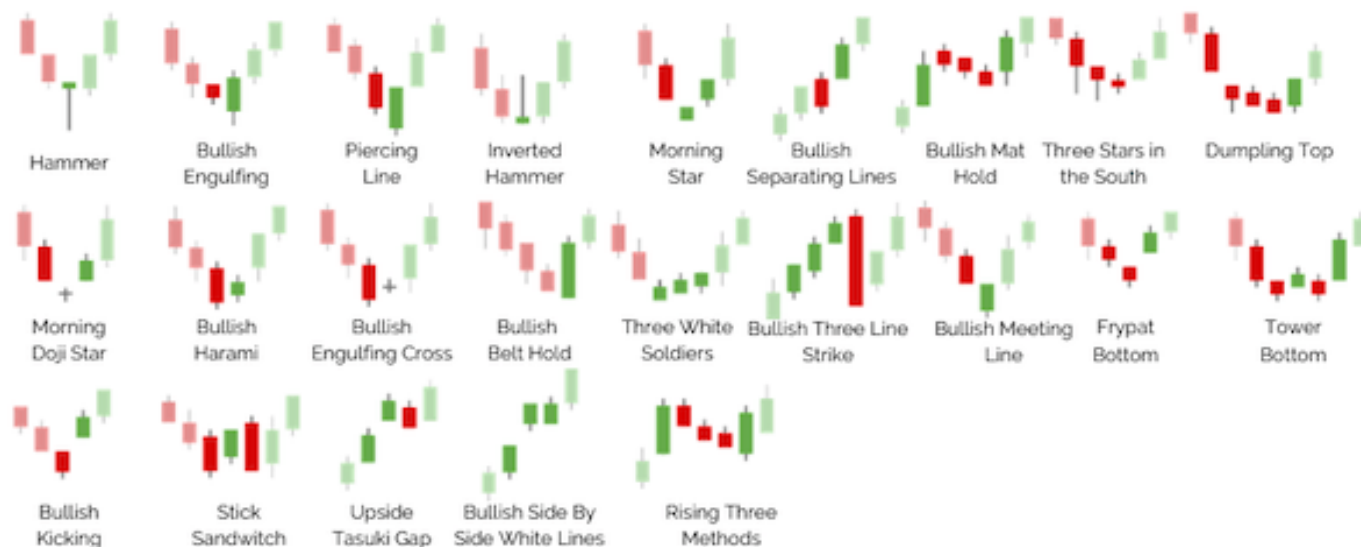 Hammer
Bullish
Engulfing
Piercing
Line
Inverted
Hammer
Morning
Star
Bullish
Separating Lines
Bullish Mat
Hold
Three Stars in
the South
Dumpling Top
Morning
Doji Star
Bullish
Harami
Bullish
Engulfing Cross
Bullish
Belt Hold
Three White
Soldiers
Bullish Three Line
Strike
Bullish Meeting
Line
Frypat
Bottom
Tower
Bottom
Bullish
Kicking
Stick
Sandwitch
Upside
Tasuki Gap
Bullish Side By
Side White Lines
Rising Three
Methods